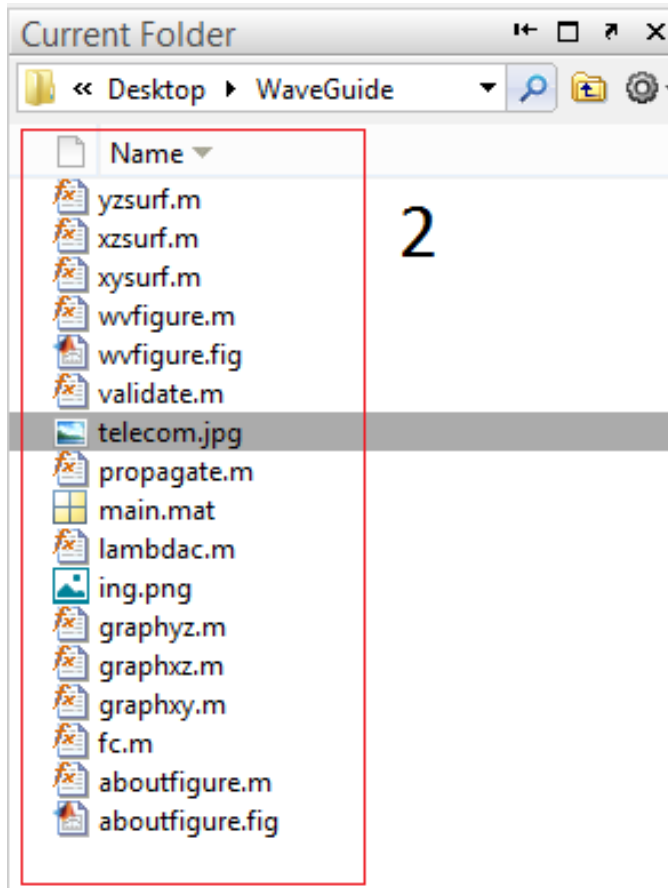 Current Folder
« Desktop WaveGuide
Name
yzsurf.m
2
xzsurf.m
xysurf.m
wvfigure.m
wvfigure.fig
validate.m
telecom.jpg
propagate.m
main.mat
lambdac.m
ing.png
graphyz.m
graphxz.m
graphxy.m
fc.m
aboutfigure.m
aboutfigure.fig